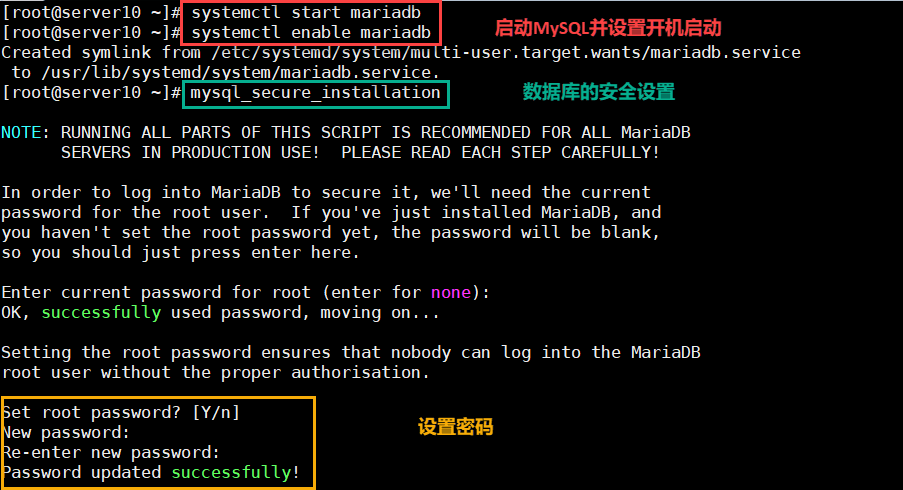 [root@server10 ~]# systemctl start mariadb
[root@server10 ~]# systemctl enable mariadb
启动MySQL并设置开机启动
Created symlink from /etc/systemd/system/multi-user.target.wants/mariadb.service
to /usr/lib/systemd/system/mariadb.service.
[root@server10 ~]# mysql_secure_installation
数据库的安全设置
NOTE: RUNNING ALL PARTS OF THIS SCRIPT IS RECOMMENDED FOR ALL MariaDB
SERVERS IN PRODUCTION USE!  PLEASE READ EACH STEP CAREFULLY!
In order to log into MariaDB to secure it, we'll need the current
password for the root user.  If you've just installed MariaDB, and
you haven't set the root password yet, the password will be blank,
so you should just press enter here.
Enter current password for root (enter for none):
OK, successfully used password, moving on...
Setting the root password ensures that nobody can log into the MariaDB
root user without the proper authorisation.
Set root password? [Y/n]
New password:
设置密码
Re-enter new password:
Password updated successfully!